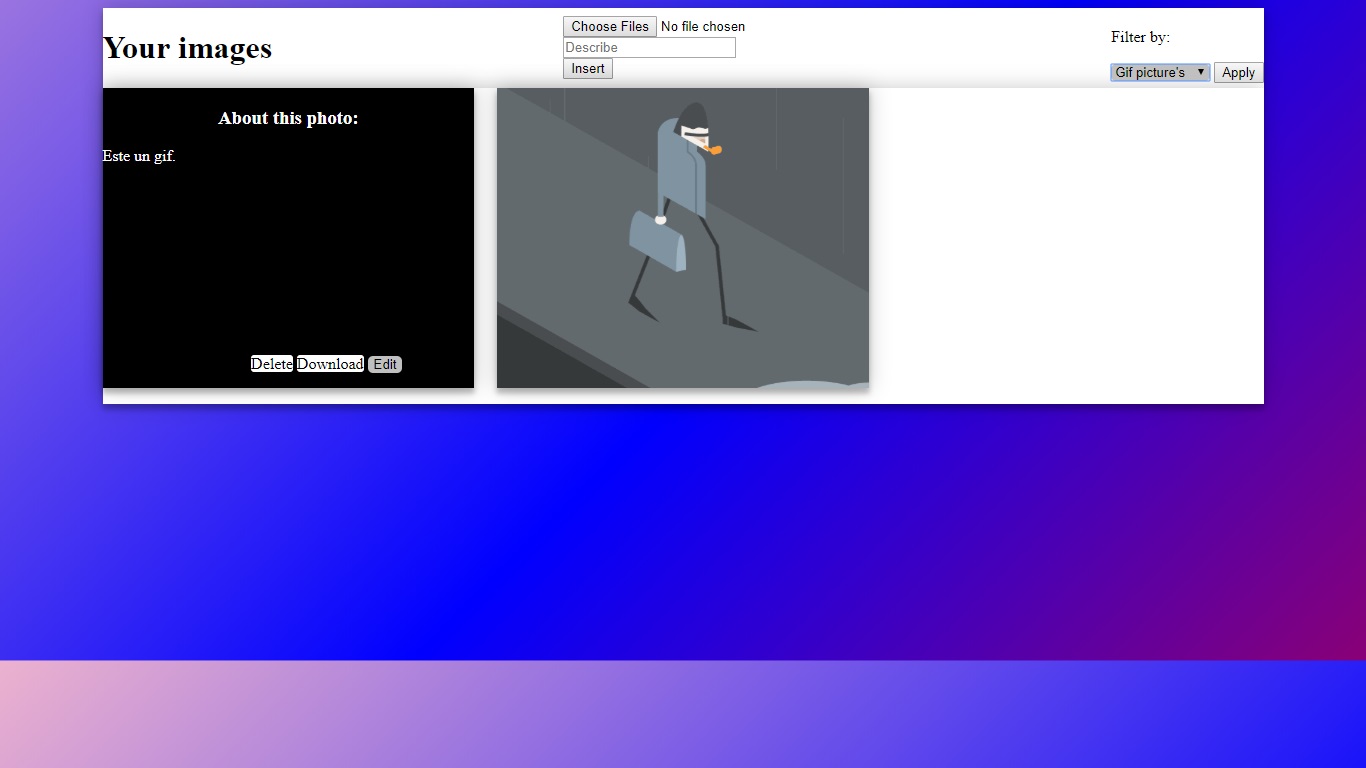 Your images
Choose Files No file chosen
Describe
Insert
Filter by:
Gif picture's Apply
About this photo:
Este un gif.
Delete Download Edit